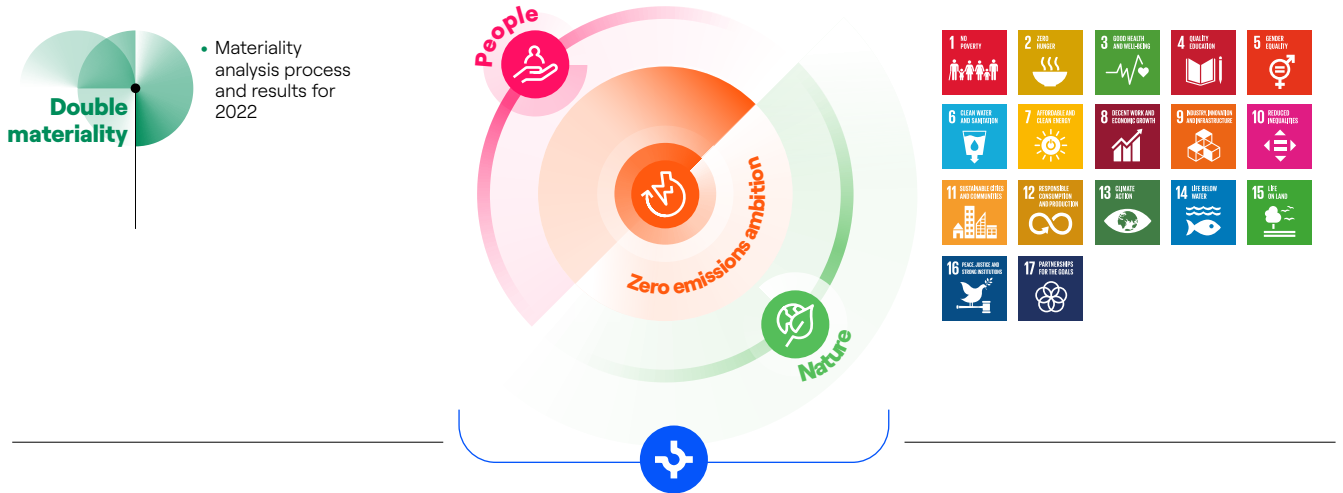 Double
materiality
• Materiality
analysis process
and results for
2022
People
Zero emissions ambition
Nature
1 NO
POVERTY
2 ZERO
HUNGER
3 GOOD HEALTH
AND WELL-BEING
4 QUALITY
EDUCATION
5 GENDER
EQUALITY
6 CLEAN WATER
AND SANITATION
7 AFFORDABLE AND
CLEAN ENERGY
8 DECENT WORK AND
ECONOMIC GROWTH
9 INDUSTRY, INNOVATION
AND INFRASTRUCTURE
10 REDUCED
INEQUALITIES
11 SUSTAINABLE CITIES
AND COMMUNITIES
12 RESPONSIBLE
CONSUMPTION
AND PRODUCTION
13 CLIMATE
ACTION
14 LIFE BELOW
WATER
15 LIFE
ON LAND
16 PEACE, JUSTICE AND
STRONG INSTITUTIONS
17 PARTNERSHIPS
FOR THE GOALS